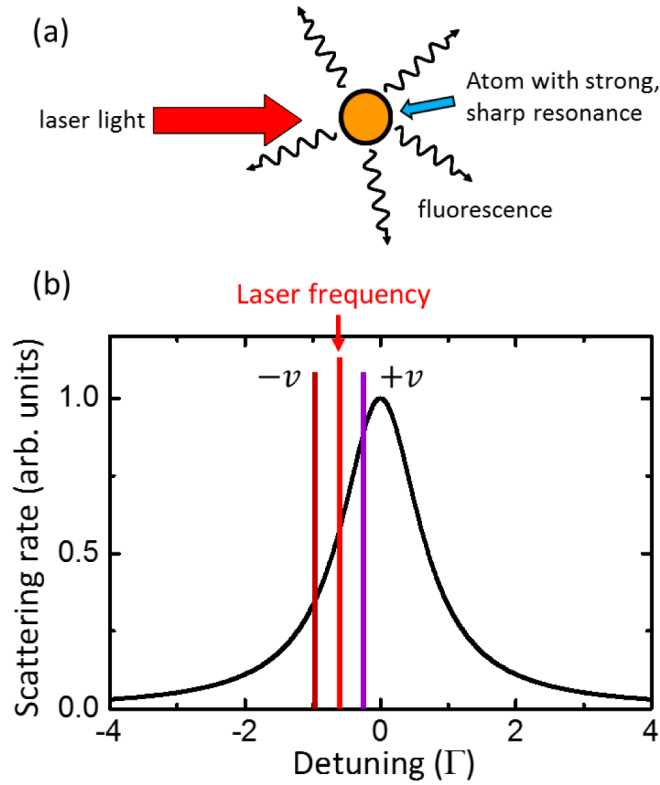 (a)
laser light
Atom with strong,
sharp resonance
fluorescence
(b)
Laser frequency
−v
+v
1.0
0.5
0.0
Scattering rate (arb. units)
-4
-2
0
2
4
Detuning (Γ)